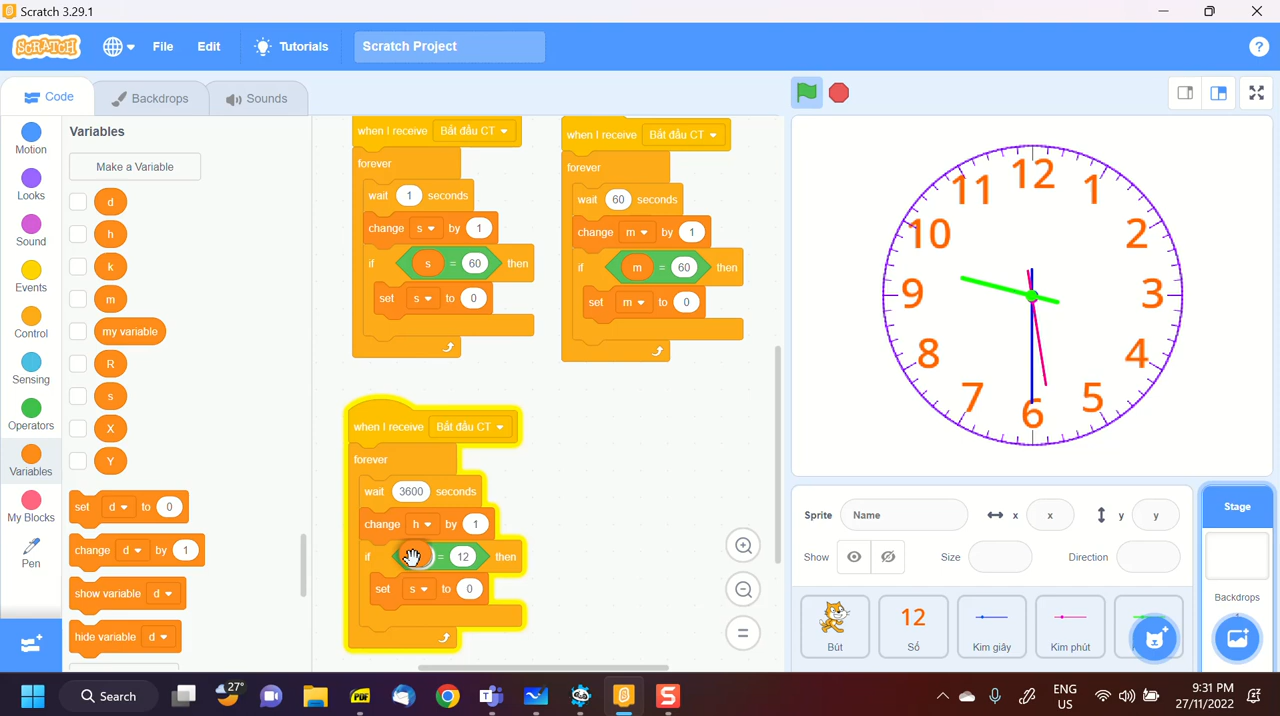 Scratch 3.29.1
SCRATCH File Edit Tutorials Scratch Project ?
Code Backdrops Sounds
Motion
Looks
Sound
Events
Control
Sensing
Operators
Variables
My Blocks
Pen
Variables
Make a Variable
d
h
k
m
my variable
R
s
X
Y
set d to 0
change d by 1
show variable d
hide variable d
when I receive Bắt đầu CT
forever
wait 1 seconds
change s by 1
if s = 60 then
set s to 0
when I receive Bắt đầu CT
forever
wait 60 seconds
change m by 1
if m = 60 then
set m to 0
when I receive Bắt đầu CT
forever
wait 3600 seconds
change h by 1
if = 12 then
set s to 0
12
1
2
3
4
5
6
7
8
9
10
11
Sprite Name x x y y
Show Size Direction
Bút
12
Số
Kim giây
Kim phút
Stage
Backdrops
Search
27°
PDF
ENG
US
9:31 PM
27/11/2022